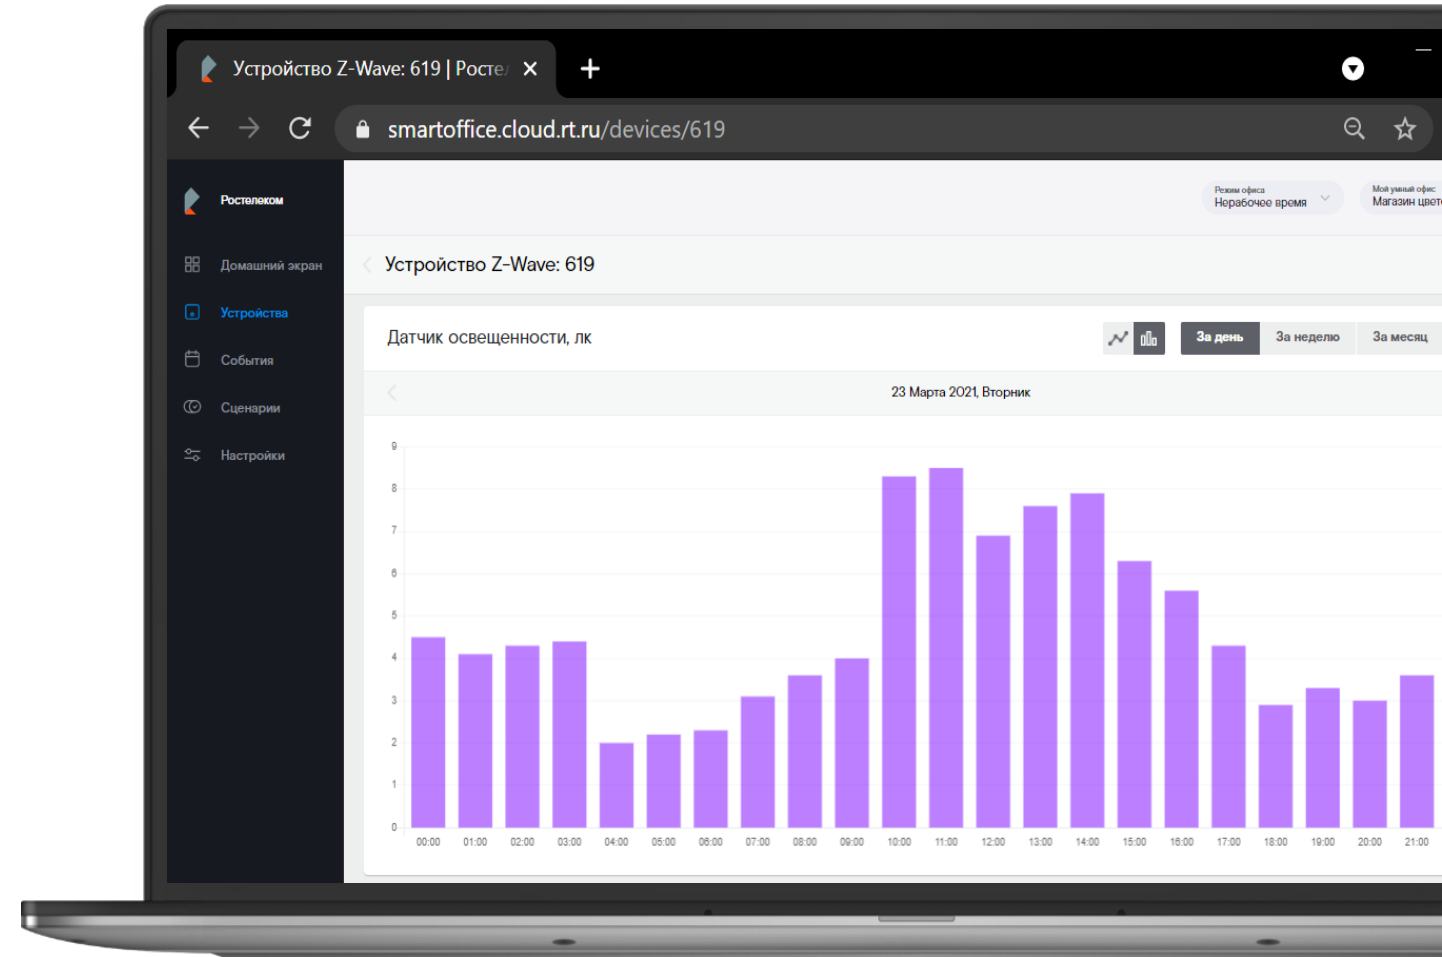 Устройство Z-Wave: 619 | Росте
smartoffice.cloud.rt.ru/devices/619
Ростелеком
Режим офиса
Нерабочее время
Мой умный офис
Магазин
Домашний экран
Устройства
События
Сценарии
Настройки
Устройство Z-Wave: 619
Датчик освещенности, лк
За день
За неделю
За месяц
23 Марта 2021, Вторник
9
8
7
6
5
4
3
2
1
0
00:00 01:00 02:00 03:00 04:00 05:00 06:00 07:00 08:00 09:00 10:00 11:00 12:00 13:00 14:00 15:00 16:00 17:00 18:00 19:00 20:00 21:00